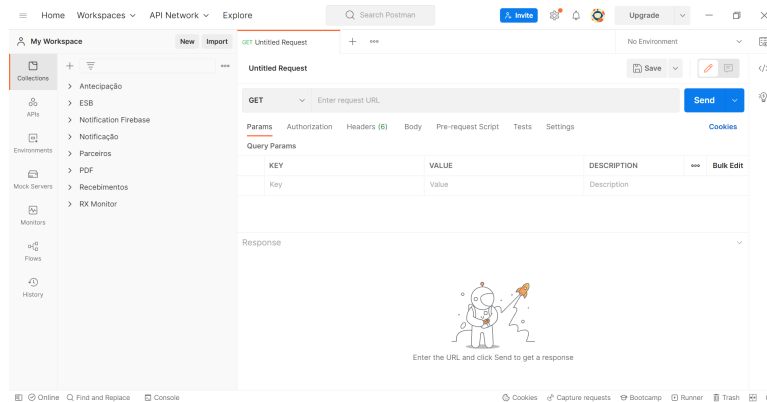 Home Workspaces API Network Explore Search Postman Invite Upgrade
My Workspace New Import GET Untitled Request No Environment
Collections
APIs
Environments
Mock Servers
Monitors
Flows
History
Antecipação
ESB
Notification Firebase
Notificação
Parceiros
PDF
Recebimentos
RX Monitor
Untitled Request Save
GET Enter request URL Send
Params Authorization Headers (6) Body Pre-request Script Tests Settings Cookies
Query Params
KEY VALUE DESCRIPTION Bulk Edit
Key Value Description
Response
Enter the URL and click Send to get a response
Online Find and Replace Console Cookies Capture requests Bootcamp Runner Trash